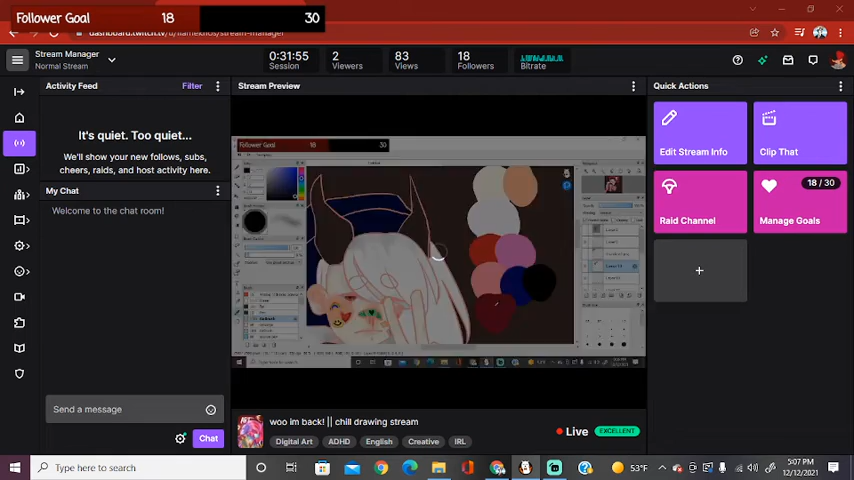 Follower Goal 18 30
Stream Manager
Normal Stream
0:31:55
Session
2
Viewers
83
Views
18
Followers
Bitrate
Activity Feed
Filter
It's quiet. Too quiet...
We'll show your new follows, subs,
cheers, raids, and host activity here.
My Chat
Welcome to the chat room!
Send a message
Chat
Stream Preview
Follower Goal 18 30
woo im back! || chill drawing stream
Digital Art ADHD English Creative IRL
Live EXCELLENT
Quick Actions
Edit Stream Info
Clip That
Raid Channel
18 / 30
Manage Goals
Type here to search
53°F
5:07 PM
12/12/2021